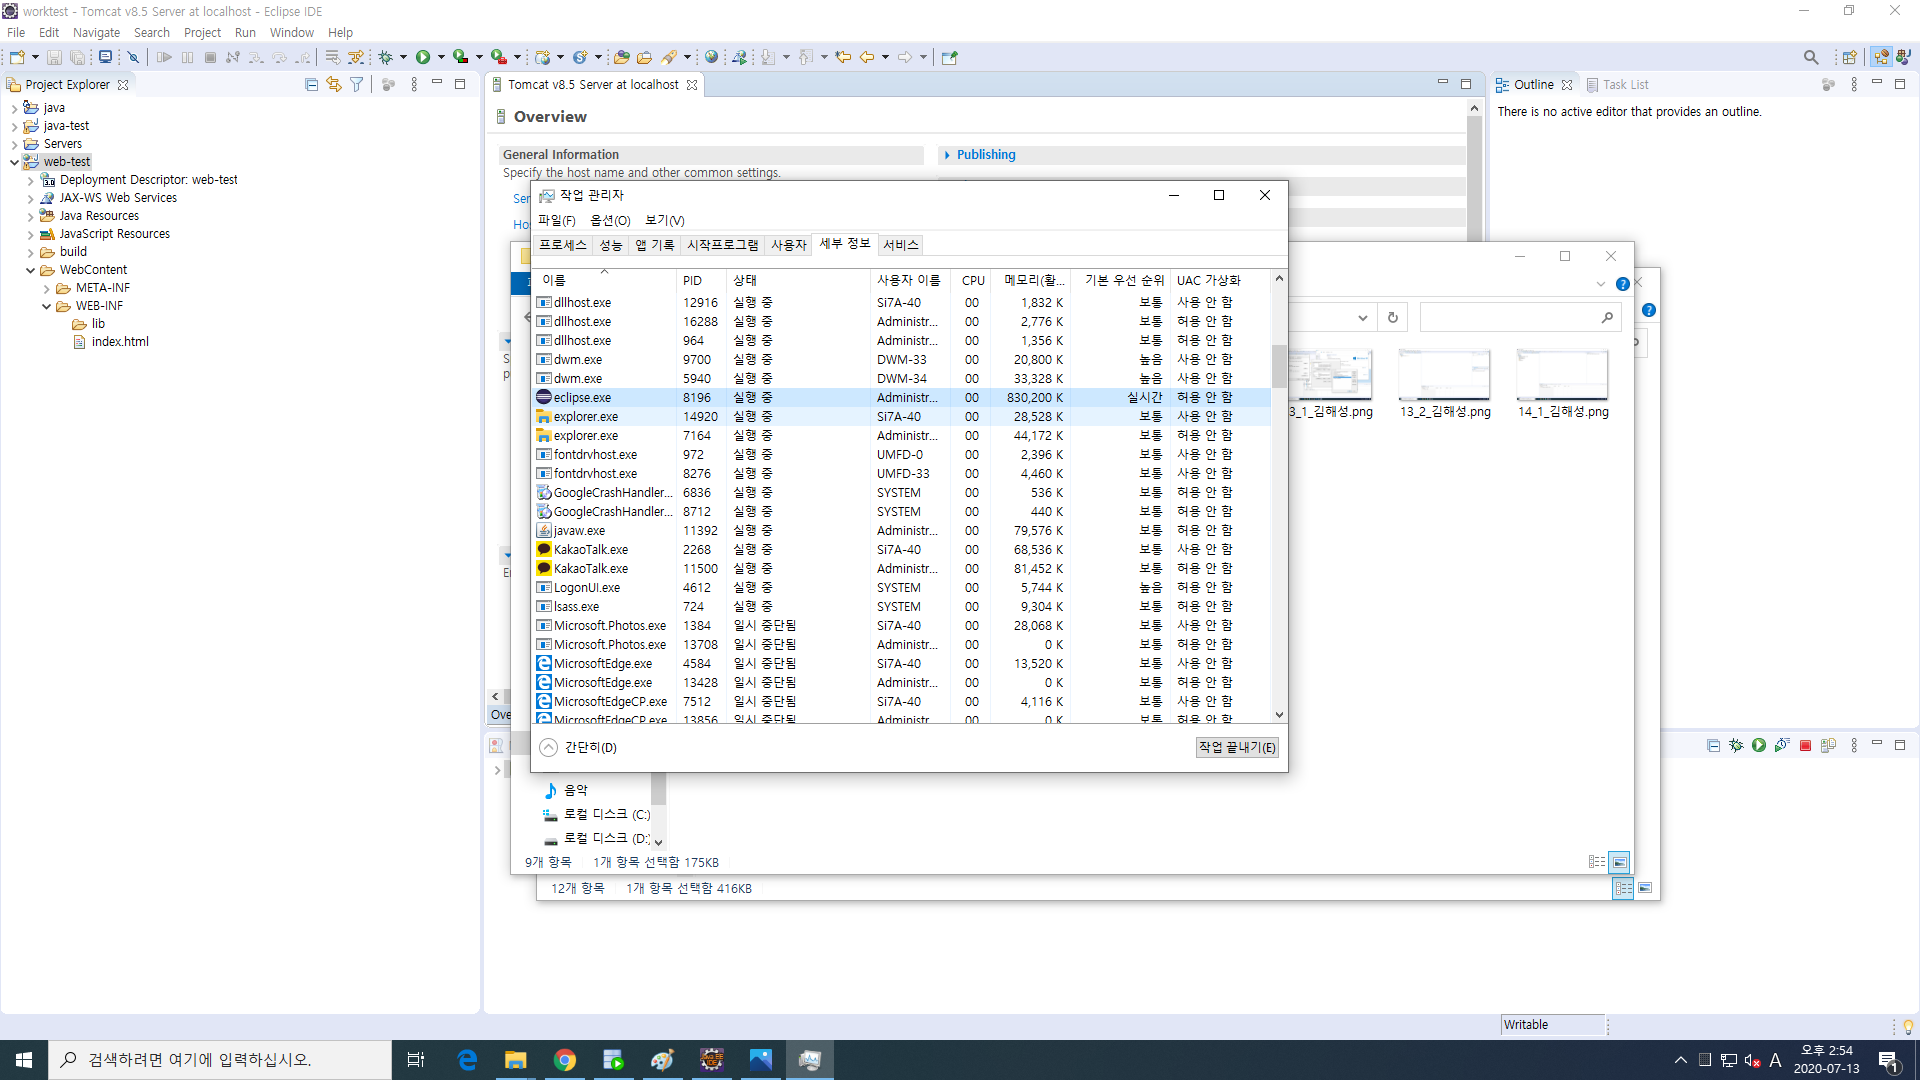 worktest - Tomcat v8.5 Server at localhost - Eclipse IDE
File Edit Navigate Search Project Run Window Help
Project Explorer
java
java-test
Servers
web-test
Deployment Descriptor: web-test
JAX-WS Web Services
Java Resources
JavaScript Resources
build
WebContent
META-INF
WEB-INF
lib
index.html
Tomcat v8.5 Server at localhost
Overview
General Information
Specify the host name and other common settings.
Publishing
Ser
Hos
Outline Task List
There is no active editor that provides an outline.
작업 관리자
파일(F) 옵션(O) 보기(V)
프로세스 성능 앱 기록 시작프로그램 사용자 세부 정보 서비스
이름 PID 상태 사용자 이름 CPU 메모리(활... 기본 우선 순위 UAC 가상화
dllhost.exe 12916 실행 중 Si7A-40 00 1,832 K 보통 사용 안 함
dllhost.exe 16288 실행 중 Administr... 00 2,776 K 보통 허용 안 함
dllhost.exe 964 실행 중 Administr... 00 1,356 K 보통 허용 안 함
dwm.exe 9700 실행 중 DWM-33 00 20,800 K 높음 사용 안 함
dwm.exe 5940 실행 중 DWM-34 00 33,328 K 높음 사용 안 함
eclipse.exe 8196 실행 중 Administr... 00 830,200 K 실시간 허용 안 함
explorer.exe 14920 실행 중 Si7A-40 00 28,528 K 보통 사용 안 함
explorer.exe 7164 실행 중 Administr... 00 44,172 K 보통 허용 안 함
fontdrvhost.exe 972 실행 중 UMFD-0 00 2,396 K 보통 사용 안 함
fontdrvhost.exe 8276 실행 중 UMFD-33 00 4,460 K 보통 사용 안 함
GoogleCrashHandler... 6836 실행 중 SYSTEM 00 536 K 보통 허용 안 함
GoogleCrashHandler... 8712 실행 중 SYSTEM 00 440 K 보통 허용 안 함
javaw.exe 11392 실행 중 Administr... 00 79,576 K 보통 허용 안 함
KakaoTalk.exe 2268 실행 중 Si7A-40 00 68,536 K 보통 사용 안 함
KakaoTalk.exe 11500 실행 중 Administr... 00 81,452 K 보통 허용 안 함
LogonUI.exe 4612 실행 중 SYSTEM 00 5,744 K 높음 허용 안 함
lsass.exe 724 실행 중 SYSTEM 00 9,304 K 보통 허용 안 함
Microsoft.Photos.exe 1384 일시 중단됨 Si7A-40 00 28,068 K 보통 사용 안 함
Microsoft.Photos.exe 13708 일시 중단됨 Administr... 00 0 K 보통 허용 안 함
MicrosoftEdge.exe 4584 일시 중단됨 Si7A-40 00 13,520 K 보통 사용 안 함
MicrosoftEdge.exe 13428 일시 중단됨 Administr... 00 0 K 보통 허용 안 함
MicrosoftEdgeCP.exe 7512 일시 중단됨 Si7A-40 00 4,116 K 보통 사용 안 함
MicrosoftEdgeCP.exe 13856 일시 중단됨 Administr 00 0 K 보통 허용 안 함
간단히(D) 작업 끝내기(E)
3_1_김해성.png 13_2_김해성.png 14_1_김해성.png
Ove
음악
로컬 디스크 (C:)
로컬 디스크 (D:)
9개 항목 1개 항목 선택함 175KB
12개 항목 1개 항목 선택함 416KB
Writable
검색하려면 여기에 입력하십시오.
A
오후 2:54
2020-07-13
1